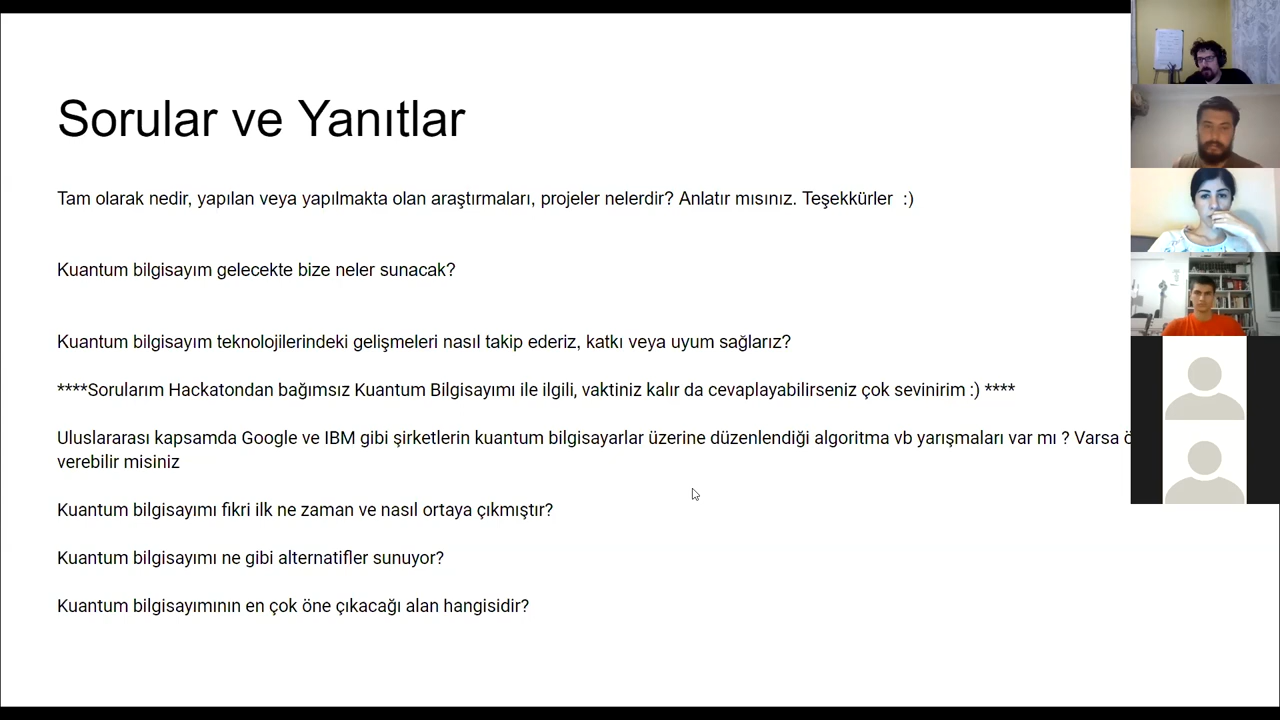 Sorular ve Yanıtlar
Tam olarak nedir, yapılan veya yapılmakta olan araştırmaları, projeler nelerdir? Anlatır mısınız. Teşekkürler :)
Kuantum bilgisayım gelecekte bize neler sunacak?
Kuantum bilgisayım teknolojilerindeki gelişmeleri nasıl takip ederiz, katkı veya uyum sağlarız?
****Sorularım Hackatondan bağımsız Kuantum Bilgisayımı ile ilgili, vaktiniz kalır da cevaplayabilirseniz çok sevinirim :) ****
Uluslararası kapsamda Google ve IBM gibi şirketlerin kuantum bilgisayarlar üzerine düzenlendiği algoritma vb yarışmaları var mı ? Varsa
verebilir misiniz
Kuantum bilgisayımı fikri ilk ne zaman ve nasıl ortaya çıkmıştır?
Kuantum bilgisayımı ne gibi alternatifler sunuyor?
Kuantum bilgisayımının en çok öne çıkacağı alan hangisidir?